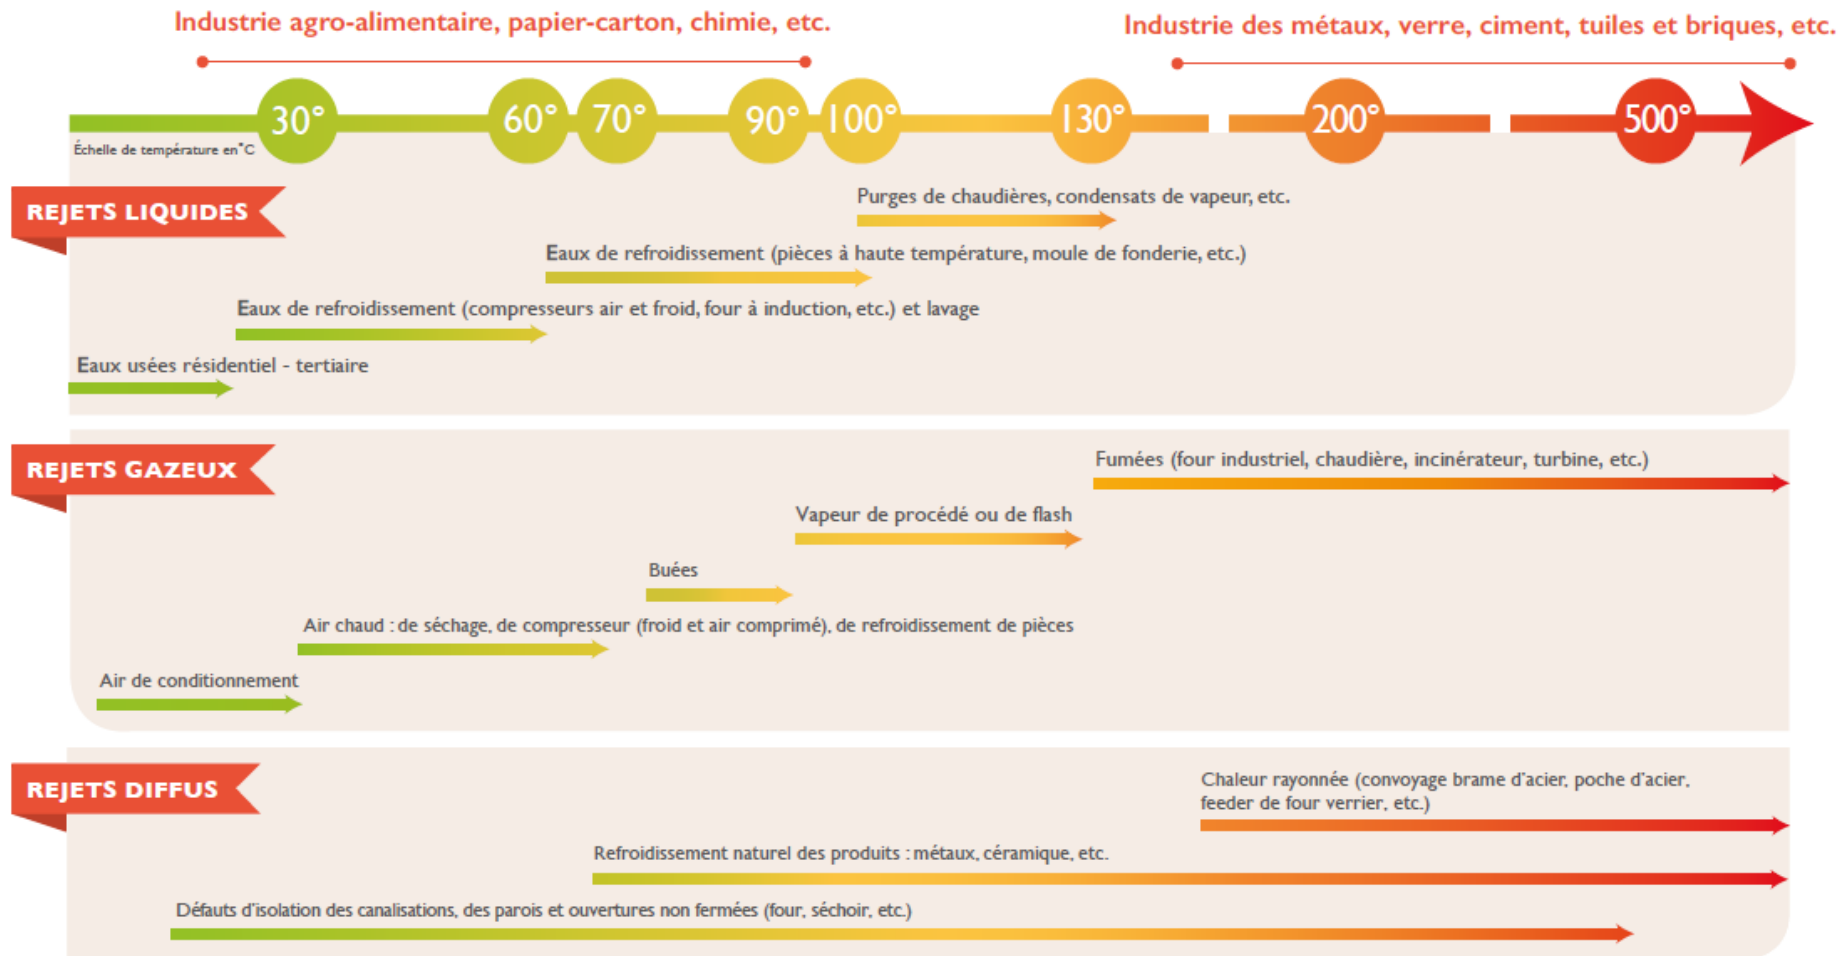 Industrie agro-alimentaire, papier-carton, chimie, etc.
Industrie des métaux, verre, ciment, tuiles et briques, etc.
30° 60° 70° 90° 100° 130° 200° 500°
Échelle de température en°C
REJETS LIQUIDES
Purges de chaudières, condensats de vapeur, etc.
Eaux de refroidissement (pièces à haute température, moule de fonderie, etc.)
Eaux de refroidissement (compresseurs air et froid, four à induction, etc.) et lavage
Eaux usées résidentiel - tertiaire
REJETS GAZEUX
Fumées (four industriel, chaudière, incinérateur, turbine, etc.)
Vapeur de procédé ou de flash
Buées
Air chaud : de séchage, de compresseur (froid et air comprimé), de refroidissement de pièces
Air de conditionnement
REJETS DIFFUS
Chaleur rayonnée (convoyage brame d'acier, poche d'acier,
feeder de four verrier, etc.)
Refroidissement naturel des produits : métaux, céramique, etc.
Défauts d'isolation des canalisations, des parois et ouvertures non fermées (four, séchoir, etc.)